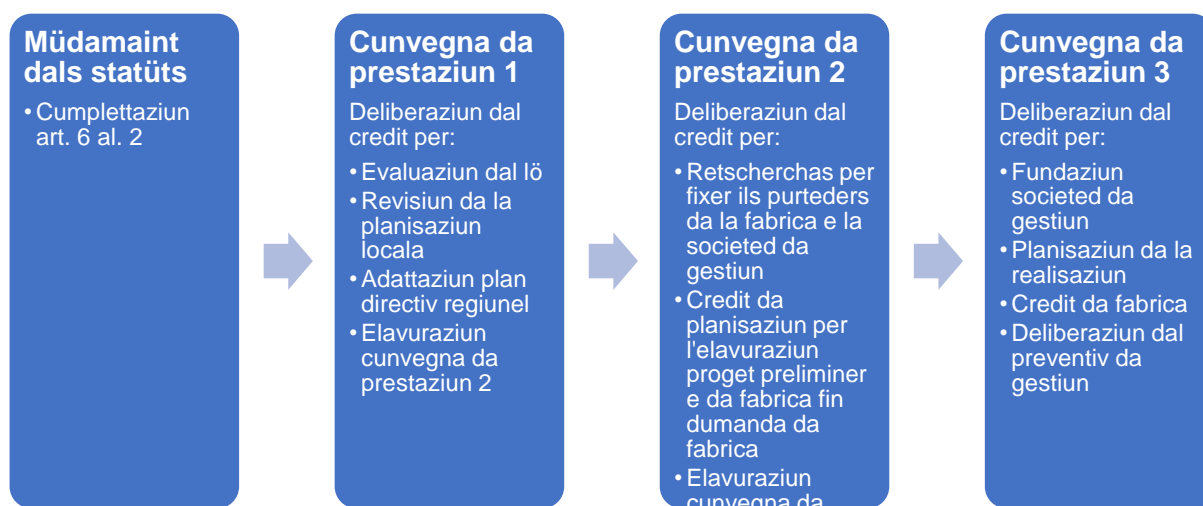 Müdamaint
dals statüts
• Cumplettaziun
art. 6 al. 2
Cunvegna da
prestaziun 1
Deliberaziun dal
credit per:
• Evaluaziun dal lö
• Revisiun da la
planisaziun
locala
• Adattaziun plan
directiv regiunel
• Elavuraziun
cunvegna da
prestaziun 2
Cunvegna da
prestaziun 2
Deliberaziun dal
credit per:
• Retscherchas per
fixer ils purteders
da la fabrica e la
societed da
gestiun
• Credit da
planisaziun per
l'elavuraziun
proget preliminer
e da fabrica fin
dumanda da
fabrica
• Elavuraziun
cunvegna da
Cunvegna da
prestaziun 3
Deliberaziun dal
credit per:
• Fundaziun
societed da
gestiun
• Planisaziun da la
realisaziun
• Credit da fabrica
• Deliberaziun dal
preventiv da
gestiun